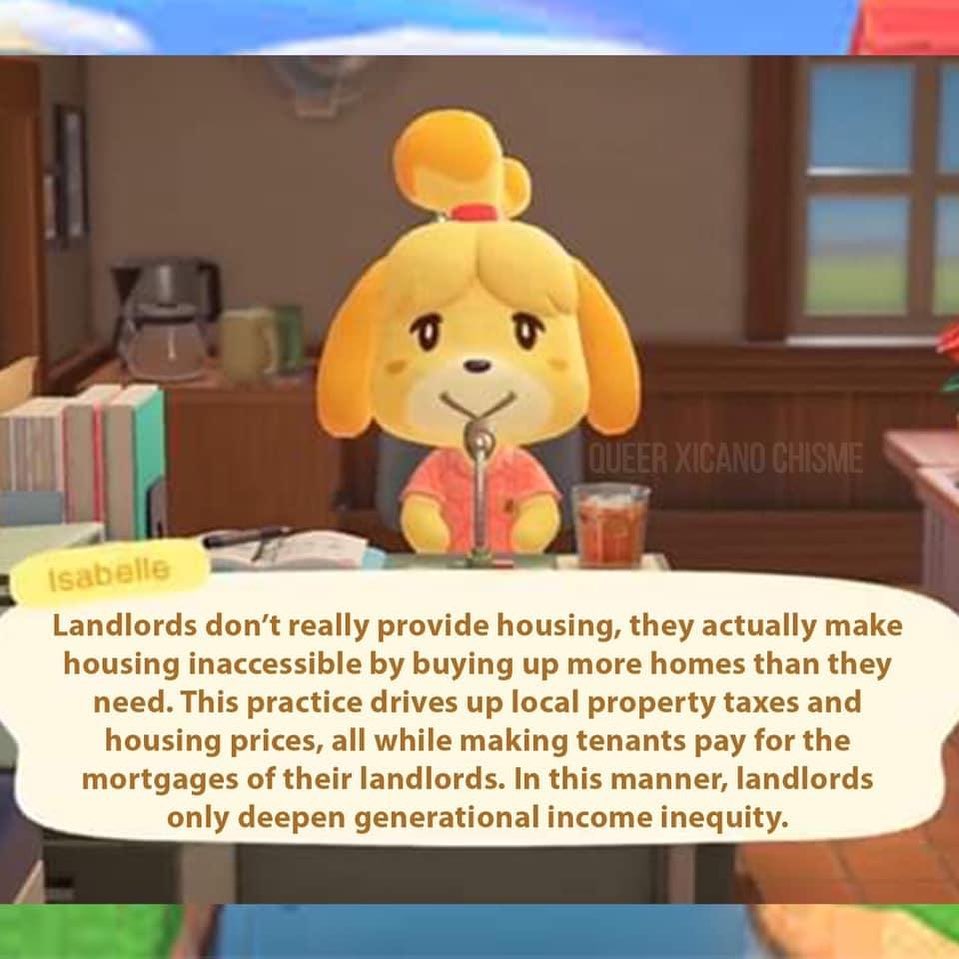 QUEER XICANO CHISME
Isabelle
Landlords don't really provide housing, they actually make
housing inaccessible by buying up more homes than they
need. This practice drives up local property taxes and
housing prices, all while making tenants pay for the
mortgages of their landlords. In this manner, landlords
only deepen generational income inequity.